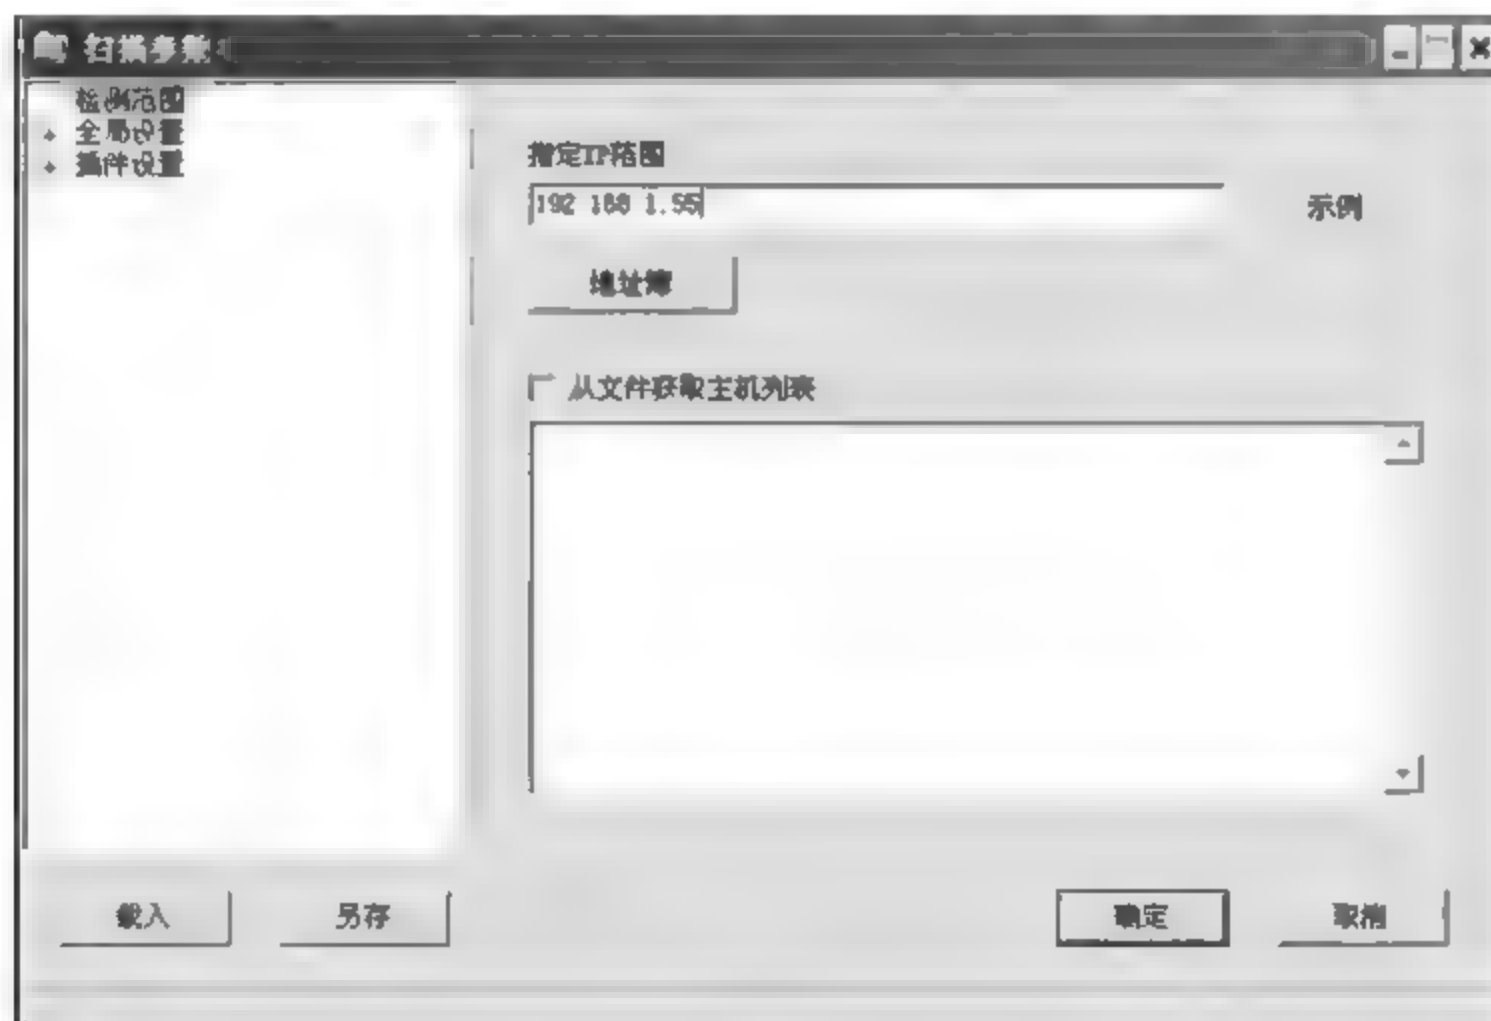 扫描参数
检测范围
全局设置
插件设置
指定IP范围
192.168.1.55
示例
地址簿
从文件获取主机列表
载入
另存
确定
取消